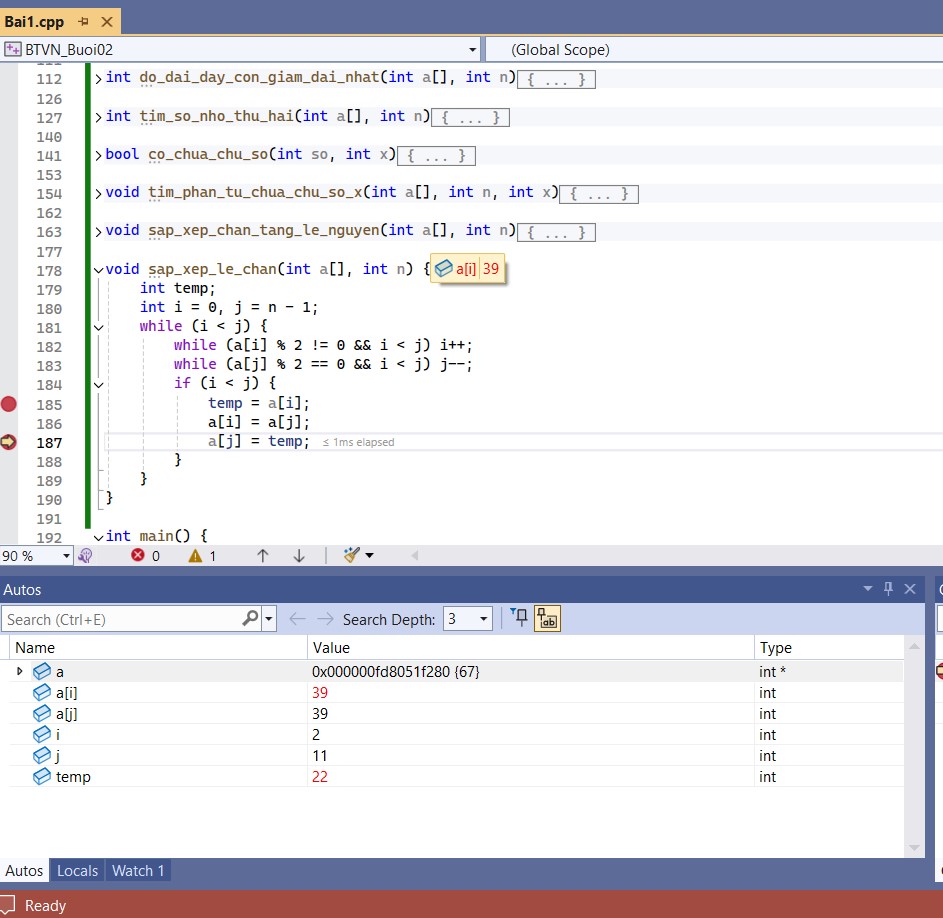 Bai1.cpp
BTVN_Buoi02 (Global Scope)
112 int do_dai_day_con_giam_dai_nhat(int a[], int n){ ... }
126
127 int tim_so_nho_thu_hai(int a[], int n){ ... }
140
141 bool co_chua_chu_so(int so, int x){ ... }
153
154 void tim_phan_tu_chua_chu_so_x(int a[], int n, int x){ ... }
162
163 void sap_xep_chan_tang_le_nguyen(int a[], int n){ ... }
177
178 void sap_xep_le_chan(int a[], int n) { a[i] 39
179 int temp;
180 int i = 0, j = n - 1;
181 while (i < j) {
182 while (a[i] % 2 != 0 && i < j) i++;
183 while (a[j] % 2 == 0 && i < j) j--;
184 if (i < j) {
185 temp = a[i];
186 a[i] = a[j];
187 a[j] = temp; ≤ 1ms elapsed
188 }
189 }
190 }
191
192 int main() {
90 % 0 1
Autos
Search (Ctrl+E) Search Depth: 3
Name Value Type
a 0x000000fd8051f280 {67} int *
a[i] 39 int
a[j] 39 int
i 2 int
j 11 int
temp 22 int
Autos Locals Watch 1
Ready